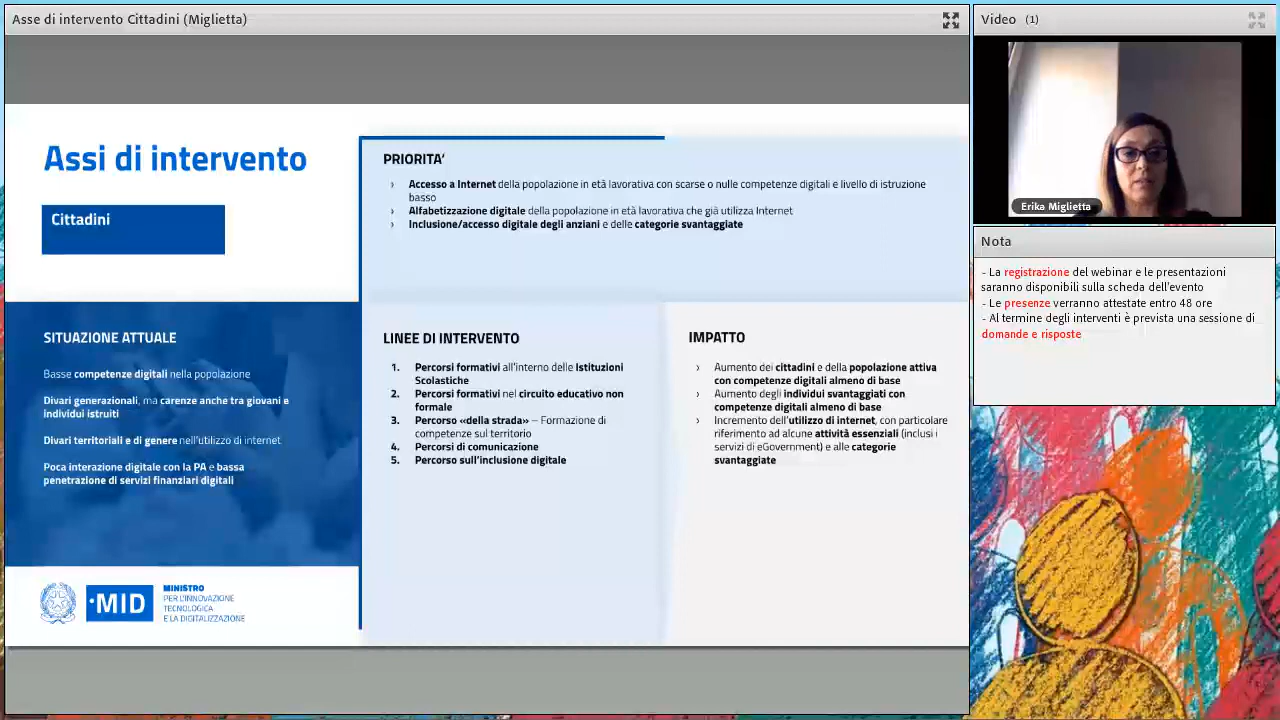 Asse di intervento Cittadini (Miglietta)
Assi di intervento
Cittadini
PRIORITA'
› Accesso a Internet della popolazione in età lavorativa con scarse o nulle competenze digitali e livello di istruzione
basso
› Alfabetizzazione digitale della popolazione in età lavorativa che già utilizza Internet
› Inclusione/accesso digitale degli anziani e delle categorie svantaggiate
SITUAZIONE ATTUALE
Basse competenze digitali nella popolazione
Divari generazionali, ma carenze anche tra giovani e
individui istruiti
Divari territoriali e di genere nell'utilizzo di internet
Poca interazione digitale con la PA e bassa
penetrazione di servizi finanziari digitali
LINEE DI INTERVENTO
1. Percorsi formativi all'interno delle Istituzioni
Scolastiche
2. Percorsi formativi nel circuito educativo non
formale
3. Percorso «della strada» – Formazione di
competenze sul territorio
4. Percorsi di comunicazione
5. Percorso sull'inclusione digitale
IMPATTO
› Aumento dei cittadini e della popolazione attiva
con competenze digitali almeno di base
› Aumento degli individui svantaggiati con
competenze digitali almeno di base
› Incremento dell'utilizzo di internet, con particolare
riferimento ad alcune attività essenziali (inclusi i
servizi di eGovernment) e alle categorie
svantaggiate
•MID
MINISTRO
PER L'INNOVAZIONE
TECNOLOGICA
E LA DIGITALIZZAZIONE
Video (1)
Erika Miglietta
Nota
- La registrazione del webinar e le presentazioni
saranno disponibili sulla scheda dell'evento
- Le presenze verranno attestate entro 48 ore
- Al termine degli interventi è prevista una sessione di
domande e risposte